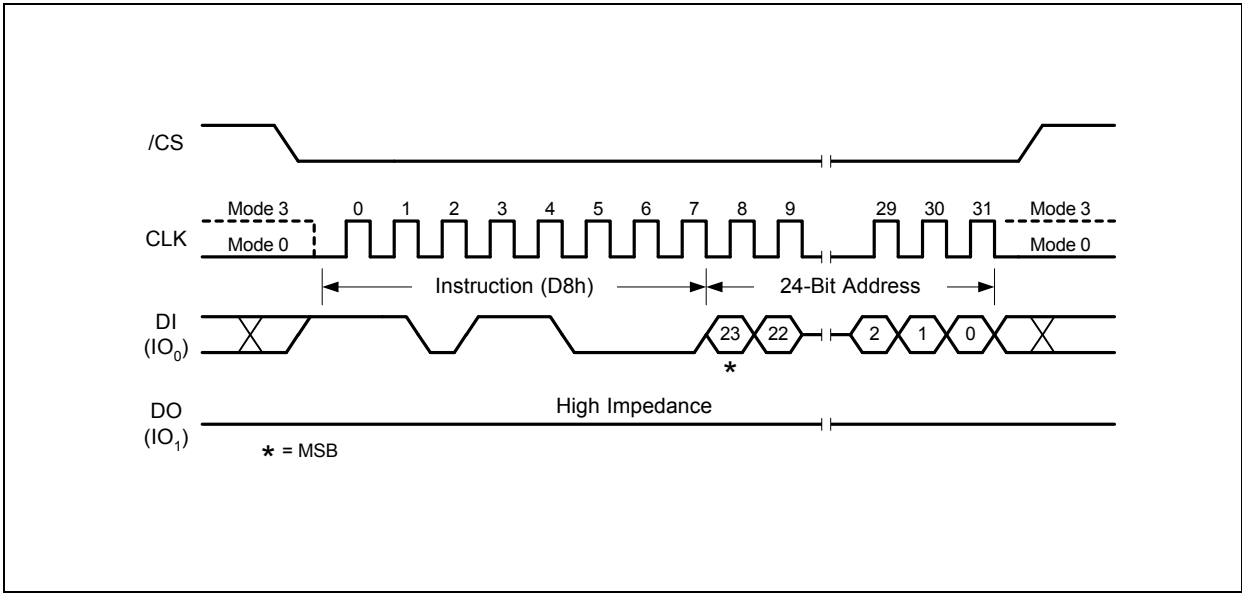 /CS
Mode 3 0 1 2 3 4 5 6 7 8 9 29 30 31 Mode 3
CLK
Mode 0 Mode 0
Instruction (D8h) 24-Bit Address
DI
(IO0) 23 22 2 1 0
*
High Impedance
DO
(IO1)
* = MSB